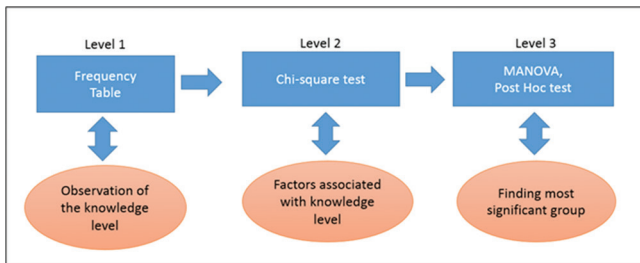 Level 1
Frequency
Table
Observation of
the knowledge
level
Level 2
Chi-square test
Factors associated
with knowledge
level
Level 3
MANOVA,
Post Hoc test
Finding most
significant group